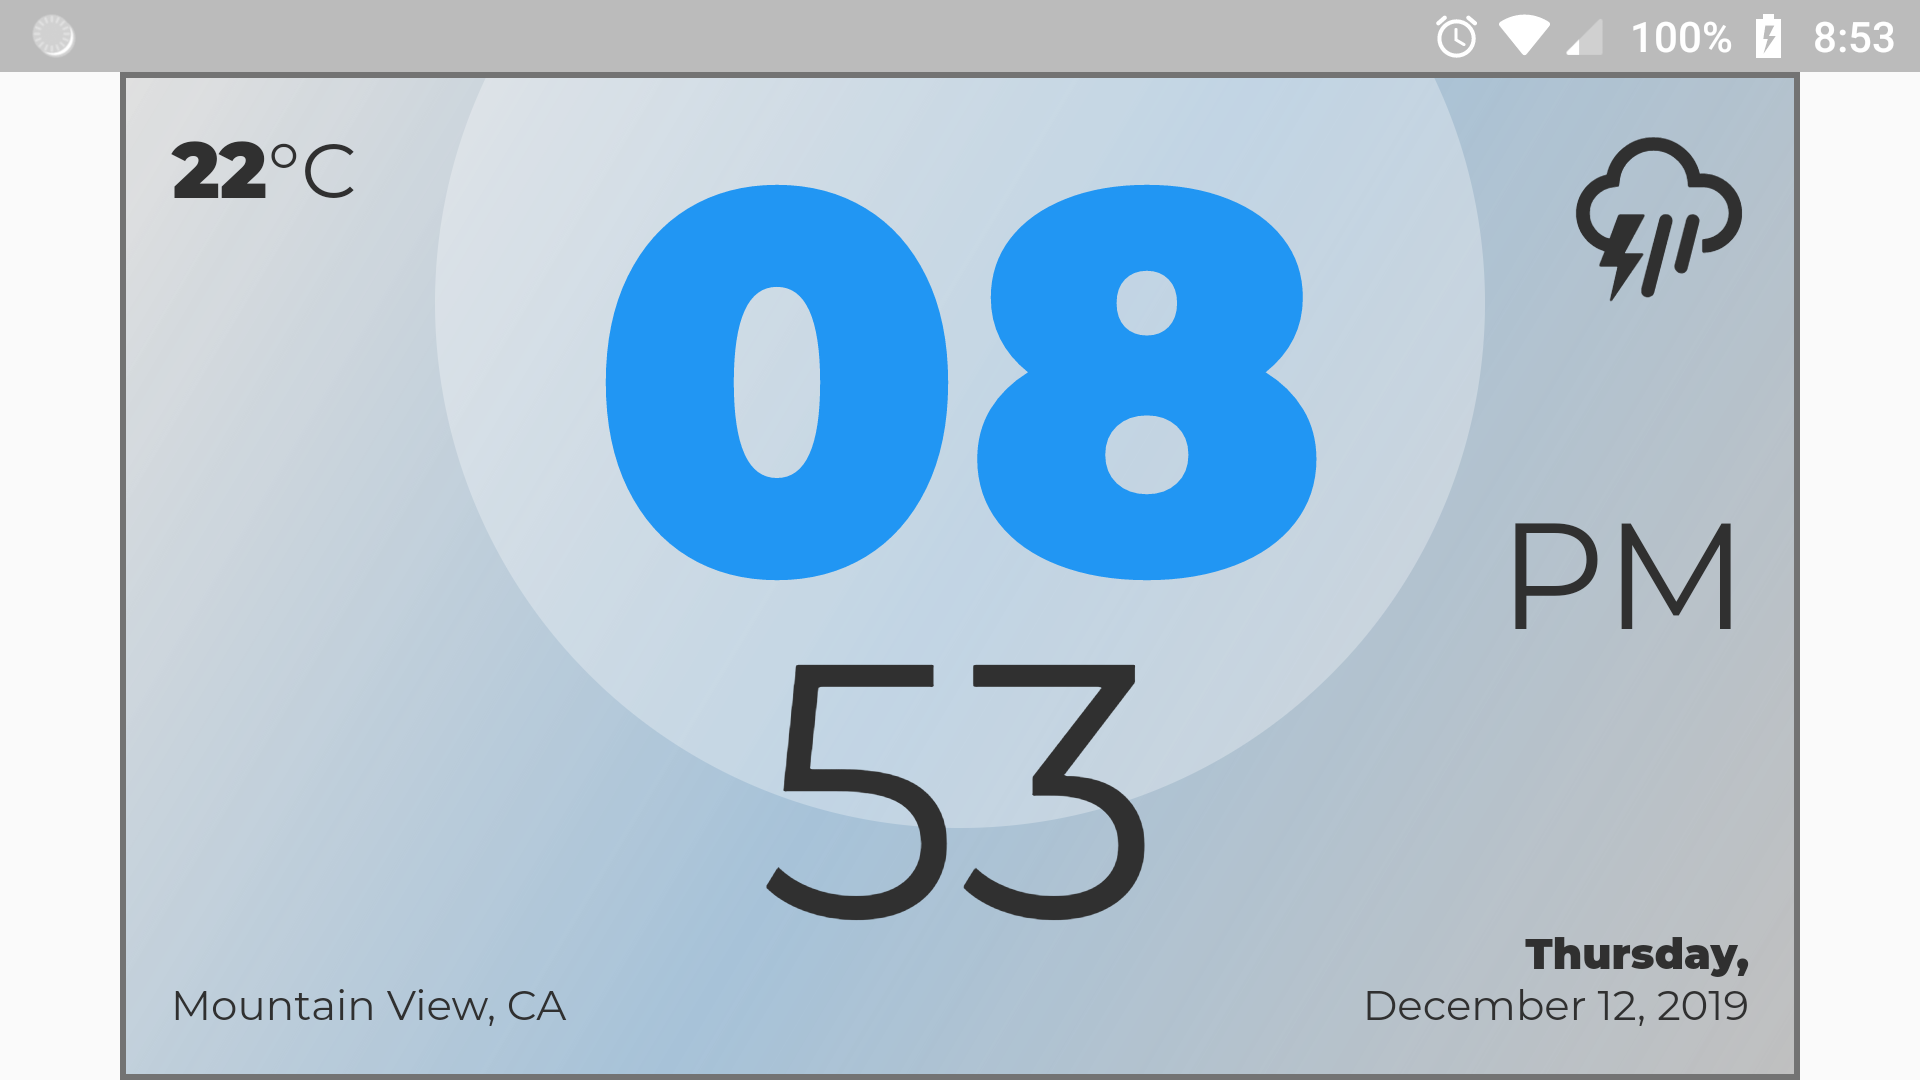 100% 8:53
22°C
08
PM
53
Thursday,
Mountain View, CA
December 12, 2019